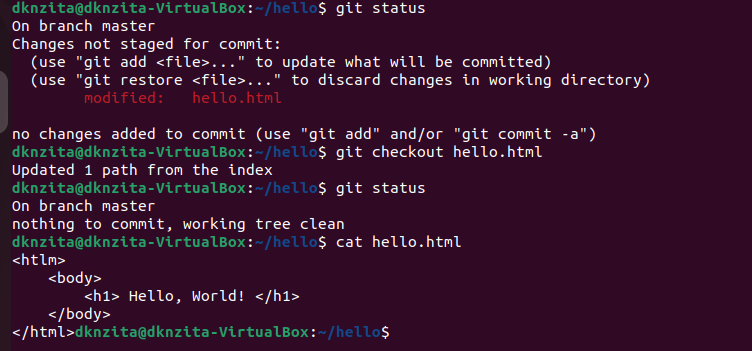 dknzita@dknzita-VirtualBox:~/hello$ git status
On branch master
Changes not staged for commit:
  (use "git add <file>..." to update what will be committed)
  (use "git restore <file>..." to discard changes in working directory)
        modified:   hello.html

no changes added to commit (use "git add" and/or "git commit -a")
dknzita@dknzita-VirtualBox:~/hello$ git checkout hello.html
Updated 1 path from the index
dknzita@dknzita-VirtualBox:~/hello$ git status
On branch master
nothing to commit, working tree clean
dknzita@dknzita-VirtualBox:~/hello$ cat hello.html
<htlm>
    <body>
        <h1> Hello, World! </h1>
    </body>
</html>dknzita@dknzita-VirtualBox:~/hello$